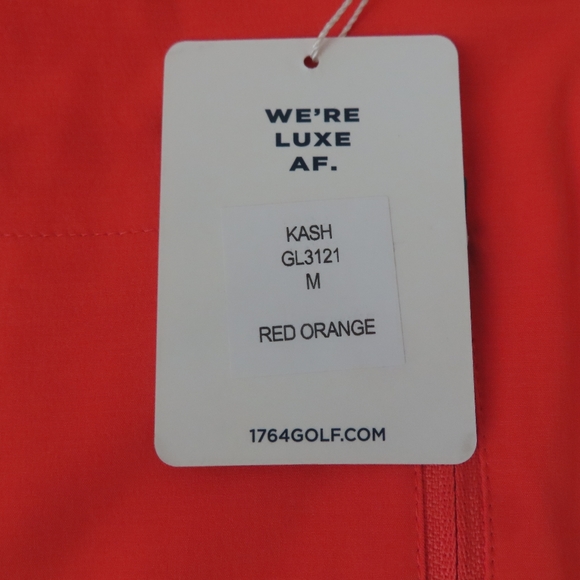 WE'RE
LUXE
AF.
KASH
GL3121
M
RED ORANGE
1764GOLF.COM